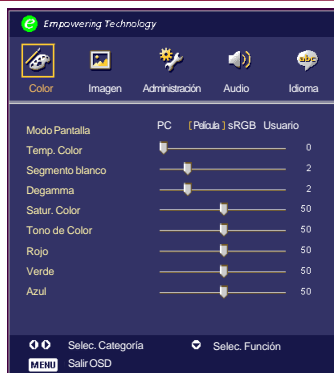 e Empowering Technology
abc
Color Imagen Administración Audio Idioma
Modo Pantalla PC [Película] sRGB Usuario
Temp. Color 0
Segmento blanco 2
Degamma 2
Satur. Color 50
Tono de Color 50
Rojo 50
Verde 50
Azul 50
Selec. Categoría Selec. Función
MENU Salir OSD